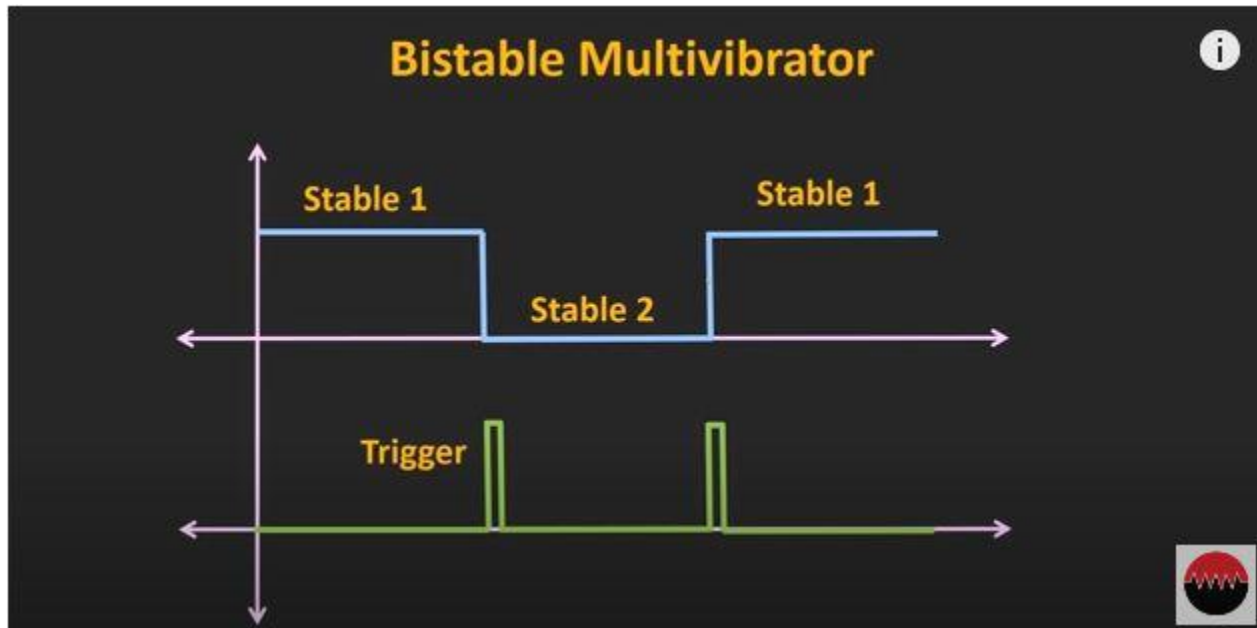 Bistable Multivibrator
i
Stable 1
Stable 1
Stable 2
Trigger